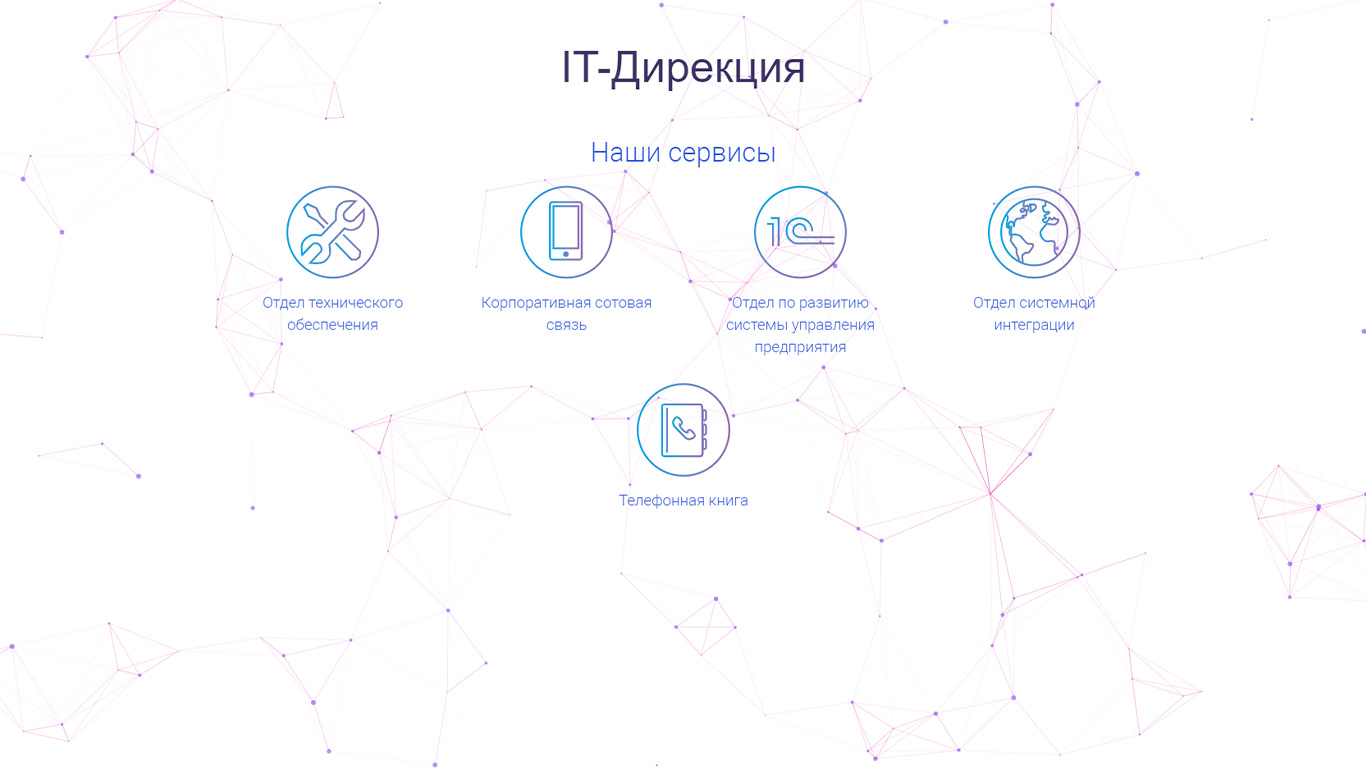 IT-Дирекция
Наши сервисы
1С
Отдел технического
обеспечения
Корпоративная сотовая
связь
Отдел по развитию
системы управления
предприятия
Отдел системной
интеграции
Телефонная книга